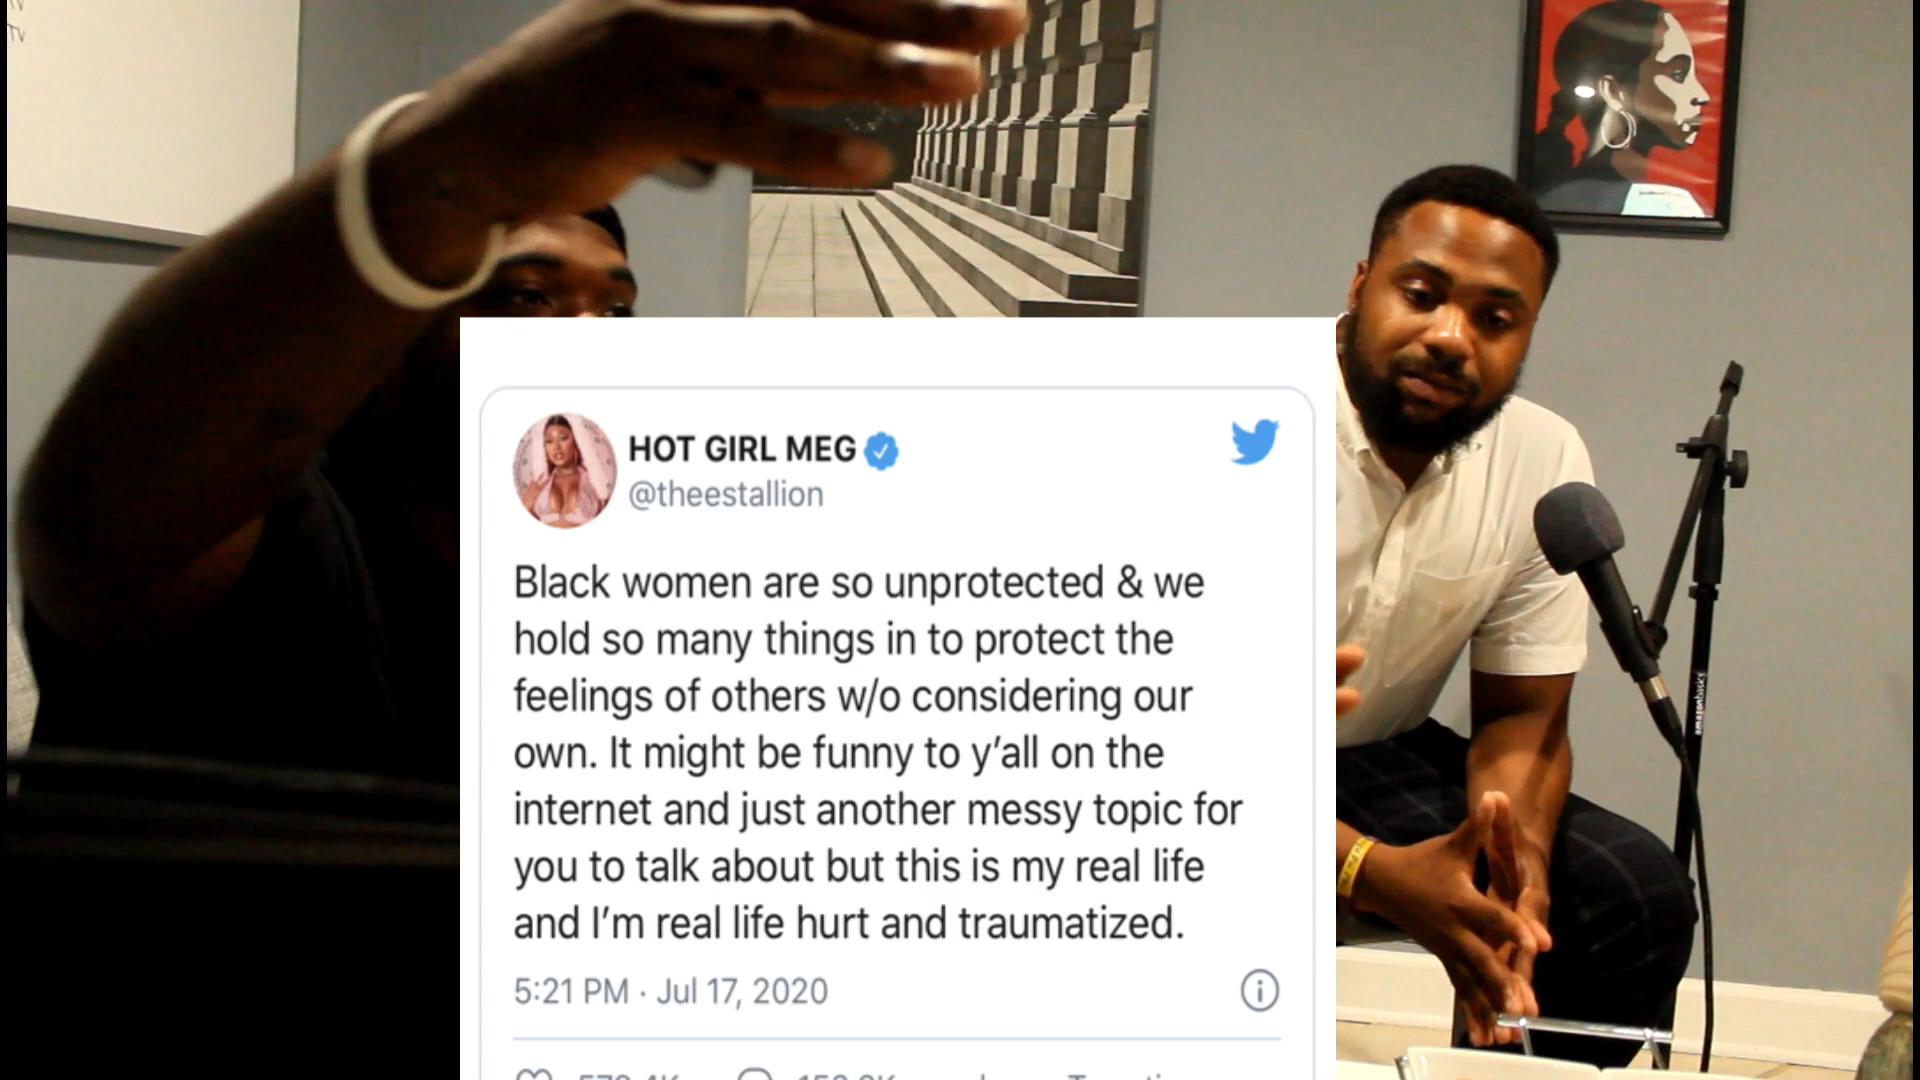 TV
HOT GIRL MEG
@theestallion
Black women are so unprotected & we
hold so many things in to protect the
feelings of others w/o considering our
own. It might be funny to y'all on the
internet and just another messy topic for
you to talk about but this is my real life
and I'm real life hurt and traumatized.
5:21 PM · Jul 17, 2020
amazonbasics